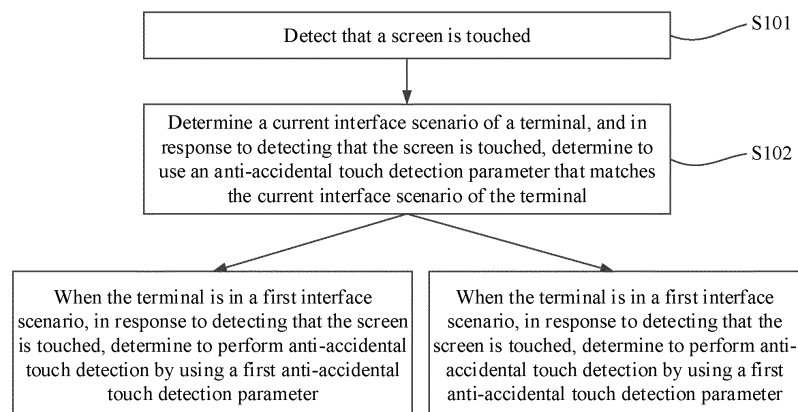 Detect that a screen is touched
S101
Determine a current interface scenario of a terminal, and in
response to detecting that the screen is touched, determine to
use an anti-accidental touch detection parameter that matches
the current interface scenario of the terminal
S102
When the terminal is in a first interface
scenario, in response to detecting that the screen
is touched, determine to perform anti-accidental
touch detection by using a first anti-accidental
touch detection parameter
When the terminal is in a first interface
scenario, in response to detecting that the
screen is touched, determine to perform anti-
accidental touch detection by using a first
anti-accidental touch detection parameter